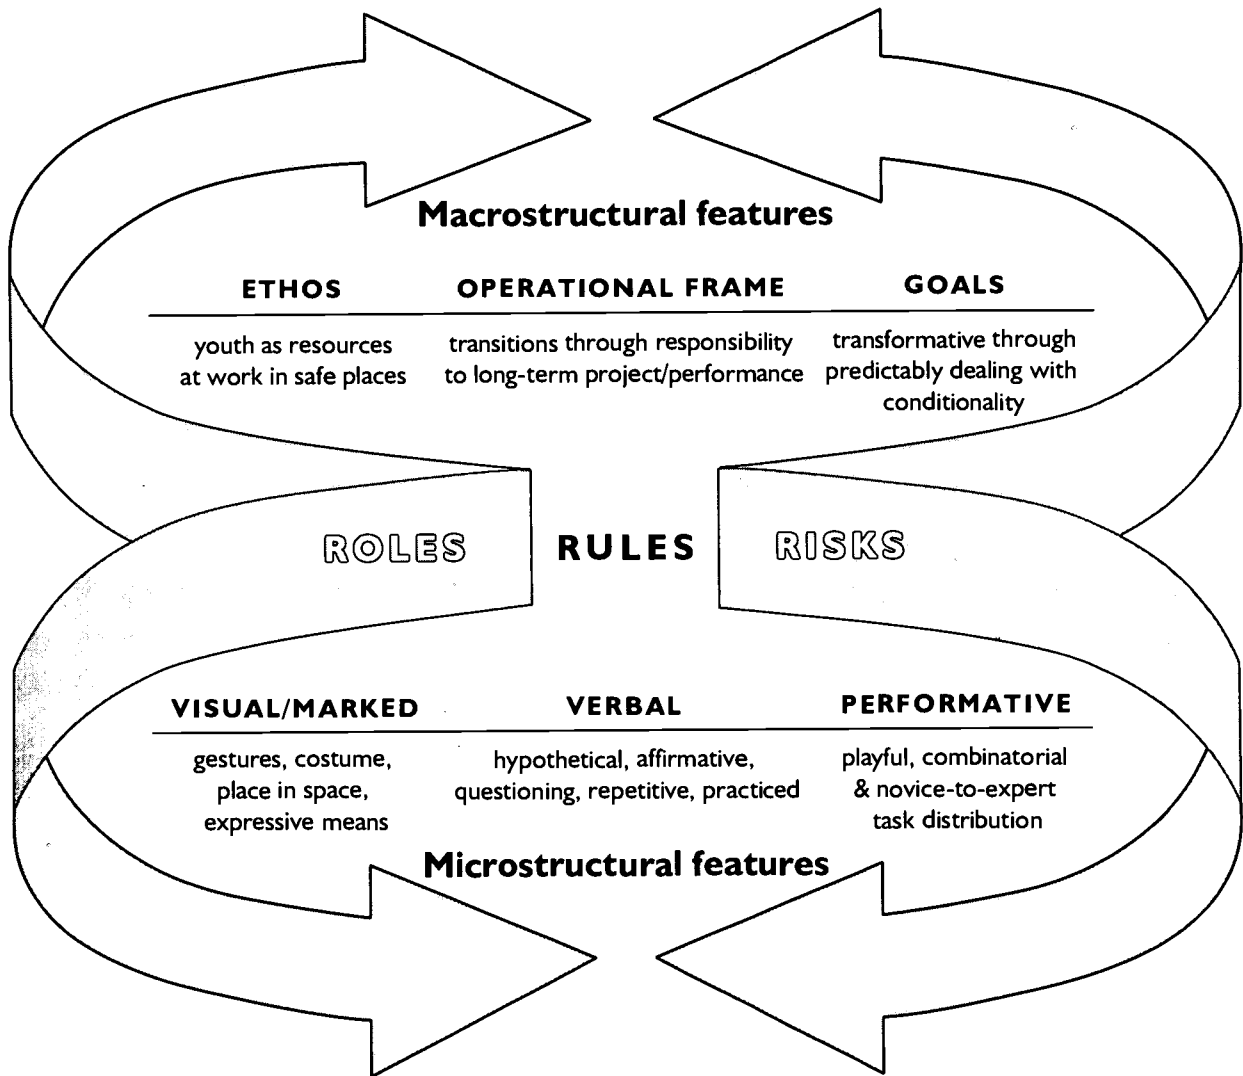 Macrostructural features
ETHOS OPERATIONAL FRAME GOALS
youth as resources
at work in safe places
transitions through responsibility
to long-term project/performance
transformative through
predictably dealing with
conditionality
ROLES RULES RISKS
VISUAL/MARKED VERBAL PERFORMATIVE
gestures, costume,
place in space,
expressive means
hypothetical, affirmative,
questioning, repetitive, practiced
playful, combinatorial
& novice-to-expert
task distribution
Microstructural features